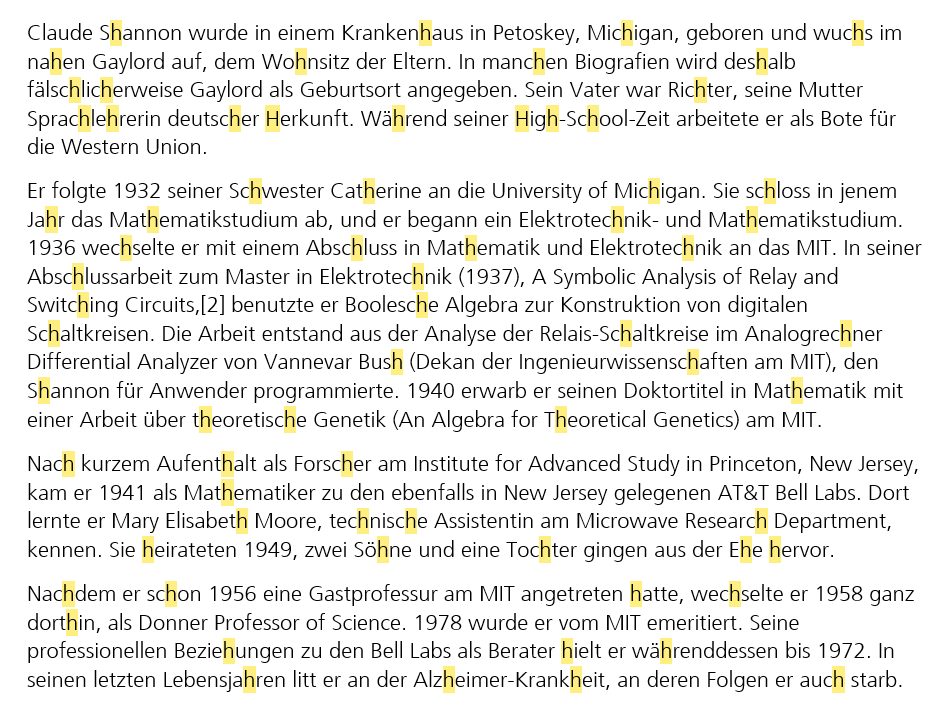 Claude Shannon wurde in einem Krankenhaus in Petoskey, Michigan, geboren und wuchs im
nahen Gaylord auf, dem Wohnsitz der Eltern. In manchen Biografien wird deshalb
fälschlicherweise Gaylord als Geburtsort angegeben. Sein Vater war Richter, seine Mutter
Sprachlehrerin deutscher Herkunft. Während seiner High-School-Zeit arbeitete er als Bote für
die Western Union.
Er folgte 1932 seiner Schwester Catherine an die University of Michigan. Sie schloss in jenem
Jahr das Mathematikstudium ab, und er begann ein Elektrotechnik- und Mathematikstudium.
1936 wechselte er mit einem Abschluss in Mathematik und Elektrotechnik an das MIT. In seiner
Abschlussarbeit zum Master in Elektrotechnik (1937), A Symbolic Analysis of Relay and
Switching Circuits,[2] benutzte er Boolesche Algebra zur Konstruktion von digitalen
Schaltkreisen. Die Arbeit entstand aus der Analyse der Relais-Schaltkreise im Analogrechner
Differential Analyzer von Vannevar Bush (Dekan der Ingenieurwissenschaften am MIT), den
Shannon für Anwender programmierte. 1940 erwarb er seinen Doktortitel in Mathematik mit
einer Arbeit über theoretische Genetik (An Algebra for Theoretical Genetics) am MIT.
Nach kurzem Aufenthalt als Forscher am Institute for Advanced Study in Princeton, New Jersey,
kam er 1941 als Mathematiker zu den ebenfalls in New Jersey gelegenen AT&T Bell Labs. Dort
lernte er Mary Elisabeth Moore, technische Assistentin am Microwave Research Department,
kennen. Sie heirateten 1949, zwei Söhne und eine Tochter gingen aus der Ehe hervor.
Nachdem er schon 1956 eine Gastprofessur am MIT angetreten hatte, wechselte er 1958 ganz
dorthin, als Donner Professor of Science. 1978 wurde er vom MIT emeritiert. Seine
professionellen Beziehungen zu den Bell Labs als Berater hielt er währenddessen bis 1972. In
seinen letzten Lebensjahren litt er an der Alzheimer-Krankheit, an deren Folgen er auch starb.